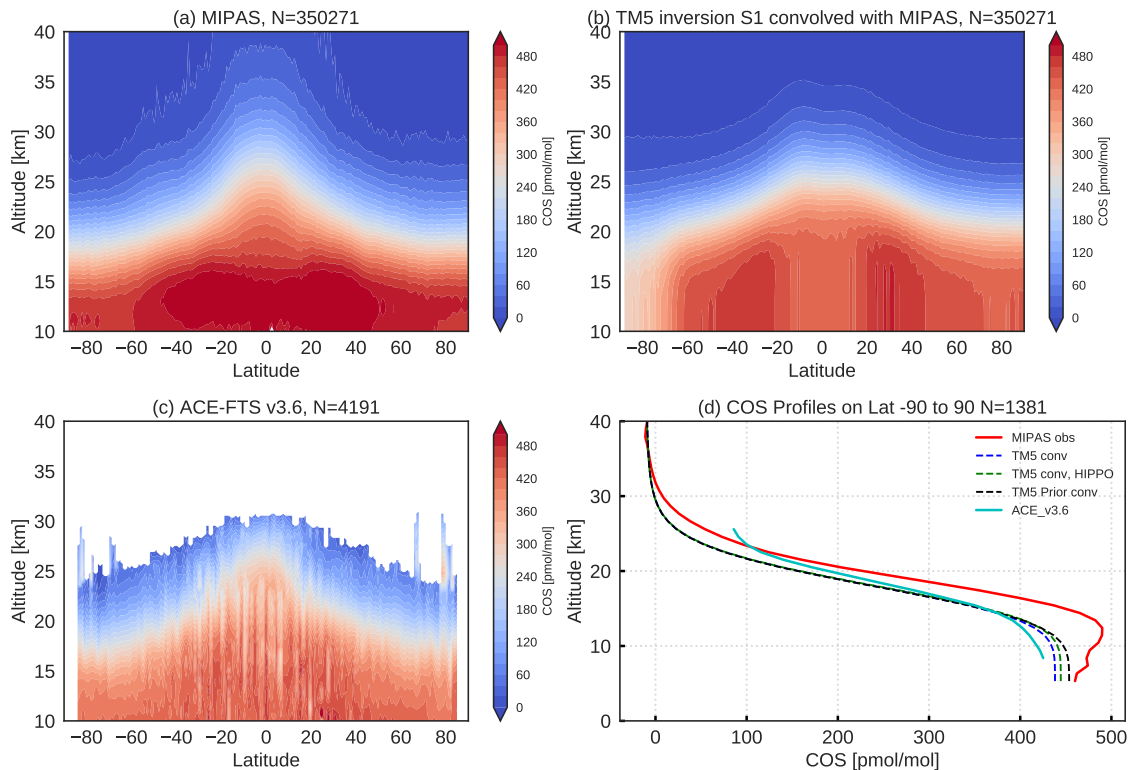 (a) MIPAS, N=350271
40
35
30
25
20
15
10
Altitude [km]
−80 −60 −40 −20 0 20 40 60 80
Latitude
480
420
360
300
240
180
120
60
0
COS [pmol/mol]
(b) TM5 inversion S1 convolved with MIPAS, N=350271
40
35
30
25
20
15
10
Altitude [km]
−80 −60 −40 −20 0 20 40 60 80
Latitude
480
420
360
300
240
180
120
60
0
COS [pmol/mol]
(c) ACE-FTS v3.6, N=4191
40
35
30
25
20
15
10
Altitude [km]
−80 −60 −40 −20 0 20 40 60 80
Latitude
480
420
360
300
240
180
120
60
0
COS [pmol/mol]
(d) COS Profiles on Lat -90 to 90 N=1381
40
30
20
10
0
Altitude [km]
MIPAS obs
TM5 conv
TM5 conv, HIPPO
TM5 Prior conv
ACE_v3.6
0 100 200 300 400 500
COS [pmol/mol]